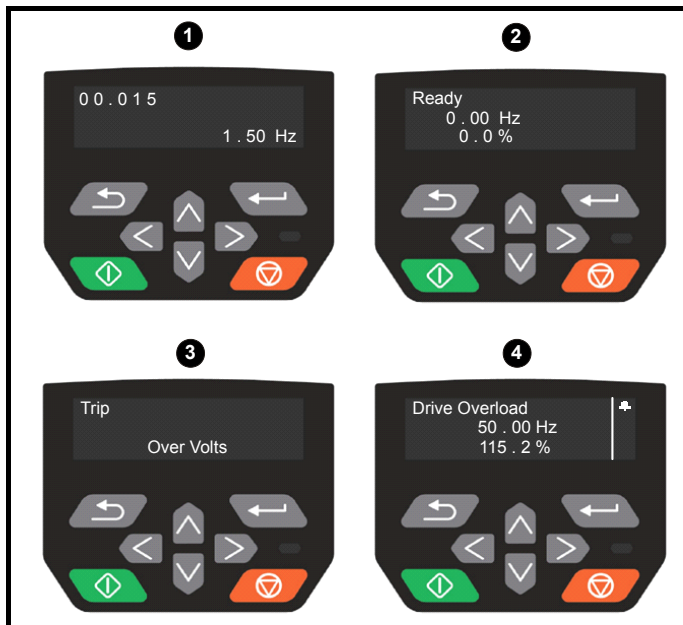 1
00.015
1.50 Hz
2
Ready
0.00 Hz
0.0%
3
Trip
Over Volts
4
Drive Overload
50.00 Hz
115.2 %